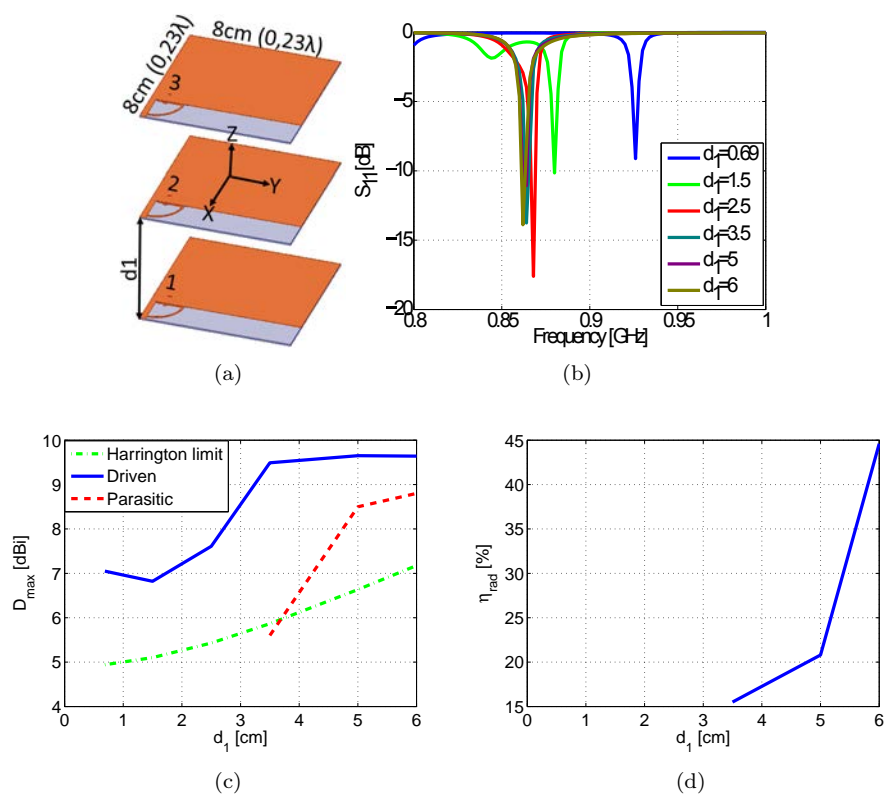 8cm (0,23λ)
8cm (0,23λ)
3
2
1
Z
Y
X
d1
(a)
S11 [dB]
0
−5
−10
−15
−20
0.8
0.85
0.9
0.95
1
Frequency [GHz]
d1=0.69
d1=1.5
d1=2.5
d1=3.5
d1=5
d1=6
(b)
Dmax [dBi]
10
9
8
7
6
5
4
0 1 2 3 4 5 6
d1 [cm]
Harrington limit
Driven
Parasitic
(c)
ηrad [%]
45
40
35
30
25
20
15
10
0 1 2 3 4 5 6
d1 [cm]
(d)